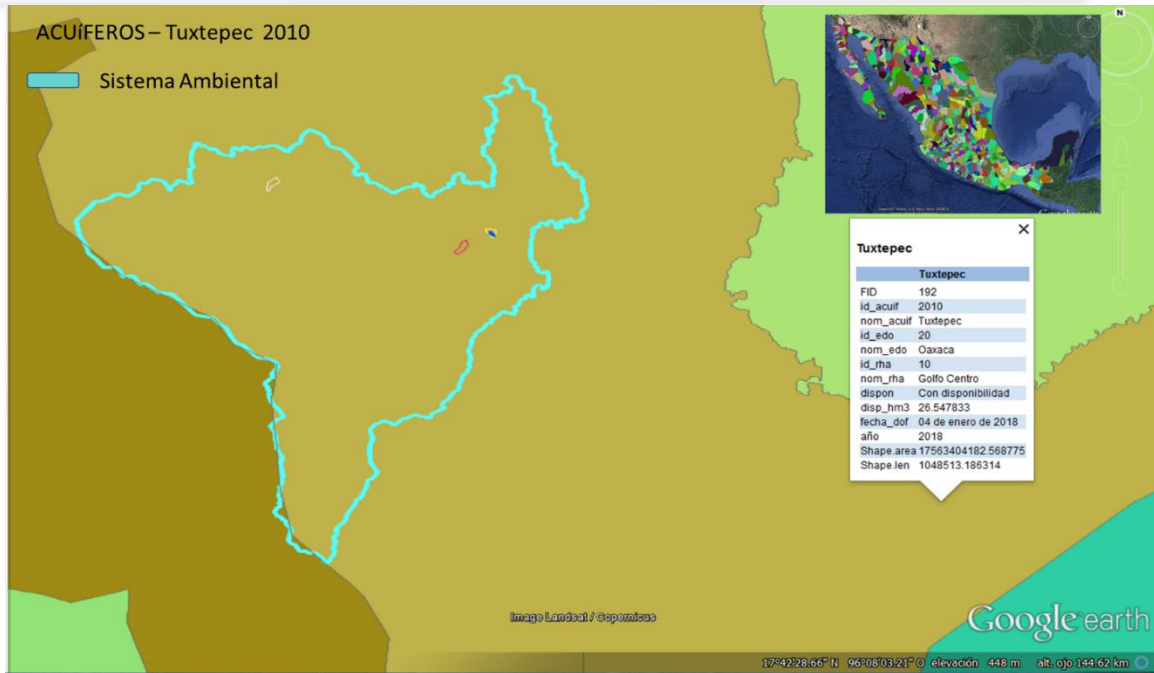 ACUíFEROS – Tuxtepec 2010
Sistema Ambiental
N
Tuxtepec
Tuxtepec
FID 192
id_acuif 2010
nom_acuif Tuxtepec
id_edo 20
nom_edo Oaxaca
id_rha 10
nom_rha Golfo Centro
dispon Con disponibilidad
disp_hm3 26.547833
fecha_dof 04 de enero de 2018
año 2018
Shape.area 17563404182.568775
Shape.len 1048513.186314
Image Landsat / Copernicus
Google earth
17°42'28.66" N 96°08'03.21" O elevación 448 m alt. ojo 144.62 km